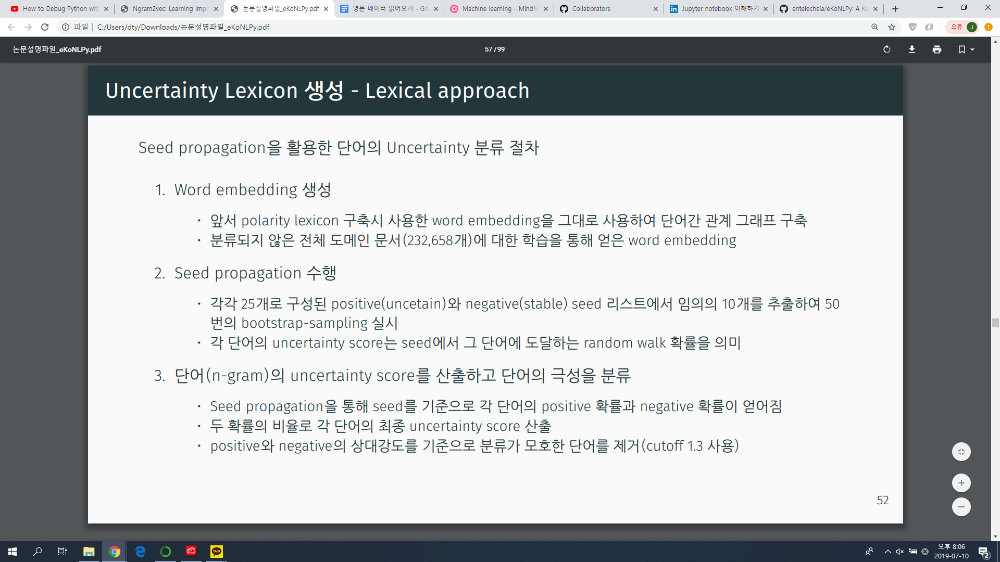 How to Debug Python wit
Ngram2vec: Learning Impr
논문설명파일_eKoNLPy.pdf
영문 데이터 읽어오기 - Go
Machine learning - MindM
Collaborators
Jupyter notebook 이해하기
entelecheia/eKoNLPy: A Ko
파일
C:/Users/dty/Downloads/논문설명파일_eKoNLPy.pdf
오류
J
논문설명파일_eKoNLPy.pdf
57 / 99
Uncertainty Lexicon 생성 - Lexical approach
Seed propagation을 활용한 단어의 Uncertainty 분류 절차
1. Word embedding 생성
· 앞서 polarity lexicon 구축시 사용한 word embedding을 그대로 사용하여 단어간 관계 그래프 구축
· 분류되지 않은 전체 도메인 문서(232,658개)에 대한 학습을 통해 얻은 word embedding
2. Seed propagation 수행
· 각각 25개로 구성된 positive(uncetain)와 negative(stable) seed 리스트에서 임의의 10개를 추출하여 50
번의 bootstrap-sampling 실시
· 각 단어의 uncertainty score는 seed에서 그 단어에 도달하는 random walk 확률을 의미
3. 단어(n-gram)의 uncertainty score를 산출하고 단어의 극성을 분류
· Seed propagation을 통해 seed를 기준으로 각 단어의 positive 확률과 negative 확률이 얻어짐
· 두 확률의 비율로 각 단어의 최종 uncertainty score 산출
· positive와 negative의 상대강도를 기준으로 분류가 모호한 단어를 제거(cutoff 1.3 사용)
52
TALK
오후 8:06
2019-07-10
2